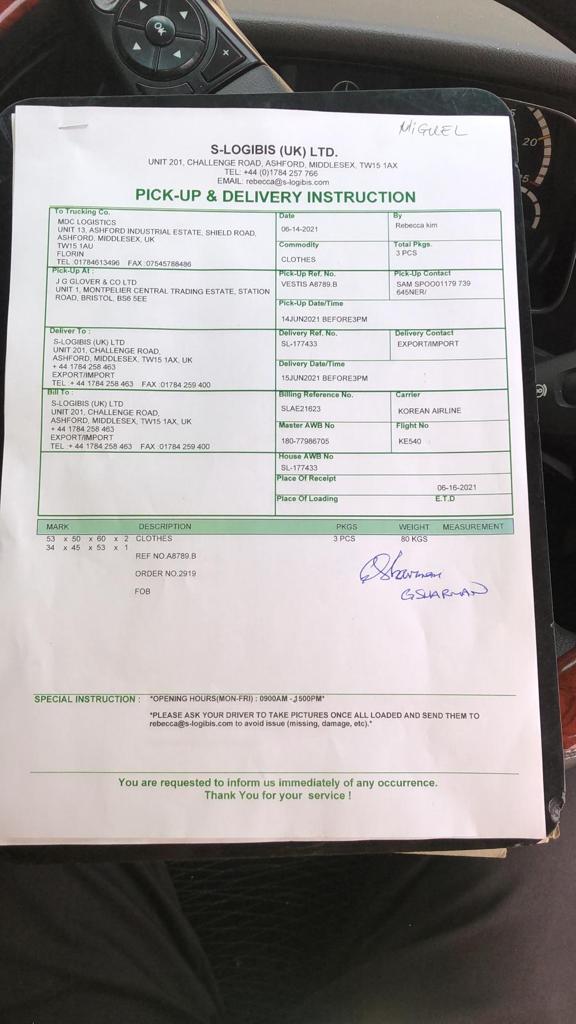 OK
20
MiGUEL
S-LOGIBIS (UK) LTD.
UNIT 201, CHALLENGE ROAD, ASHFORD, MIDDLESEX, TW15 1AX
TEL: +44 (0)1784 257 766
EMAIL: rebecca@s-logibis.com
PICK-UP & DELIVERY INSTRUCTION
To Trucking Co.
MDC LOGISTICS
UNIT 13, ASHFORD INDUSTRIAL ESTATE, SHIELD ROAD,
ASHFORD, MIDDLESEX, UK
TW15 1AU
FLORIN
TEL :01784613496 FAX :07545788486
Date
06-14-2021
By
Rebecca kim
Commodity
CLOTHES
Total Pkgs.
3 PCS
Pick-Up At :
J G GLOVER & CO LTD
UNIT 1, MONTPELIER CENTRAL TRADING ESTATE, STATION
ROAD, BRISTOL, BS6 5EE
Pick-Up Ref. No.
VESTIS A8789.B
Pick-Up Contact
SAM SPOO01179 739
645NER/
Pick-Up Date/Time
14JUN2021 BEFORE3PM
Deliver To :
S-LOGIBIS (UK) LTD
UNIT 201, CHALLENGE ROAD,
ASHFORD, MIDDLESEX, TW15 1AX, UK
+ 44 1784 258 463
EXPORT/IMPORT
TEL :+ 44 1784 258 463 FAX :01784 259 400
Delivery Ref. No.
SL-177433
Delivery Contact
EXPORT/IMPORT
Delivery Date/Time
15JUN2021 BEFORE3PM
Bill To :
S-LOGIBIS (UK) LTD
UNIT 201, CHALLENGE ROAD,
ASHFORD, MIDDLESEX, TW15 1AX, UK
+ 44 1784 258 463
EXPORT/IMPORT
TEL :+ 44 1784 258 463 FAX :01784 259 400
Billing Reference No.
SLAE21623
Carrier
KOREAN AIRLINE
Master AWB No
180-77986705
Flight No
KE540
House AWB No
SL-177433
Place Of Receipt
06-16-2021
Place Of Loading E.T.D
MARK DESCRIPTION PKGS WEIGHT MEASUREMENT
53 x 50 x 60 x 2 CLOTHES 3 PCS 80 KGS
34 x 45 x 53 x 1
REF NO.A8789.B
ORDER NO.2919
FOB
GSharman
GSHARMAN
SPECIAL INSTRUCTION : *OPENING HOURS(MON-FRI) : 0900AM -1500PM*
*PLEASE ASK YOUR DRIVER TO TAKE PICTURES ONCE ALL LOADED AND SEND THEM TO
rebecca@s-logibis.com to avoid issue (missing, damage, etc).*
You are requested to inform us immediately of any occurrence.
Thank You for your service !